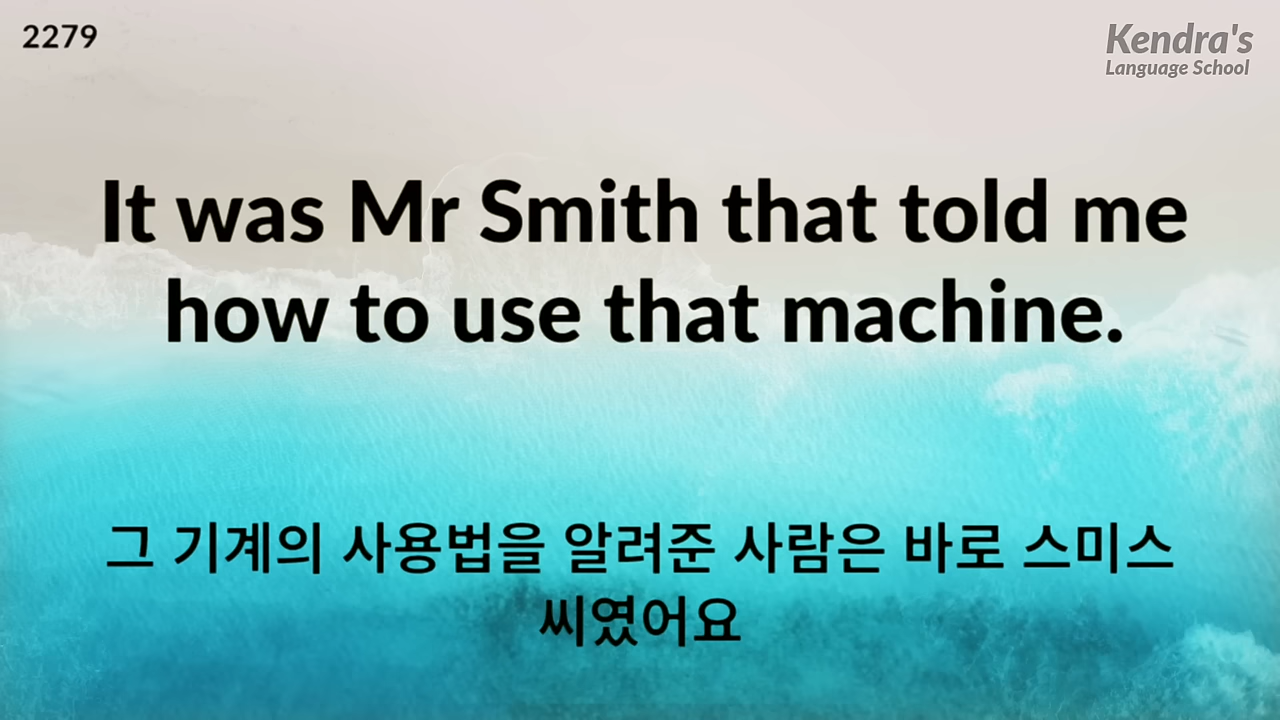 2279
Kendra's
Language School
It was Mr Smith that told me
how to use that machine.
그 기계의 사용법을 알려준 사람은 바로 스미스
씨였어요